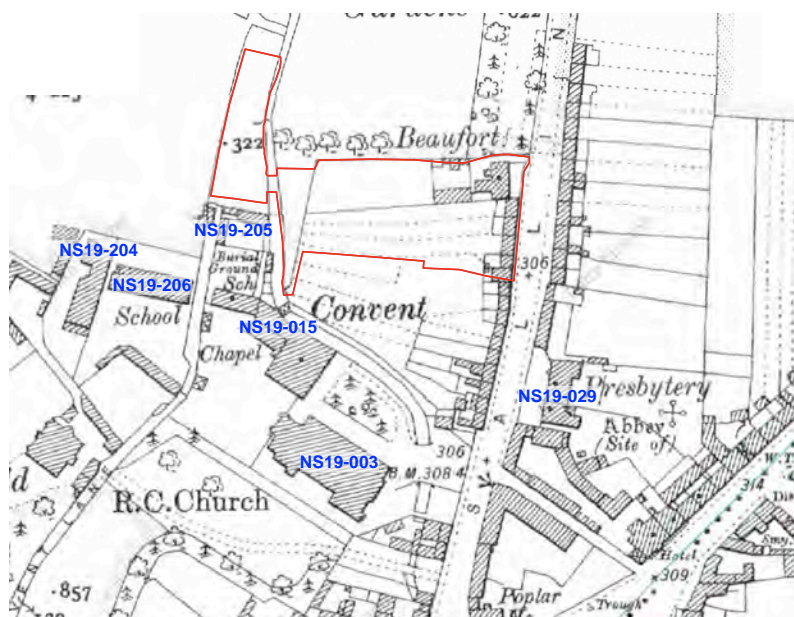 Gardens
.322
Beaufort
NS19-204
NS19-205
NS19-206
Burial
Ground
Sch
School
NS19-015
Convent
306
Chapel
NS19-029
Presbytery
Abbey
(Site of)
NS19-003
306
B.M. 308·4
R.C.Church
W.T.
314
Hotel
309
Smy.
Trough
Poplar
.857
S A L L I N